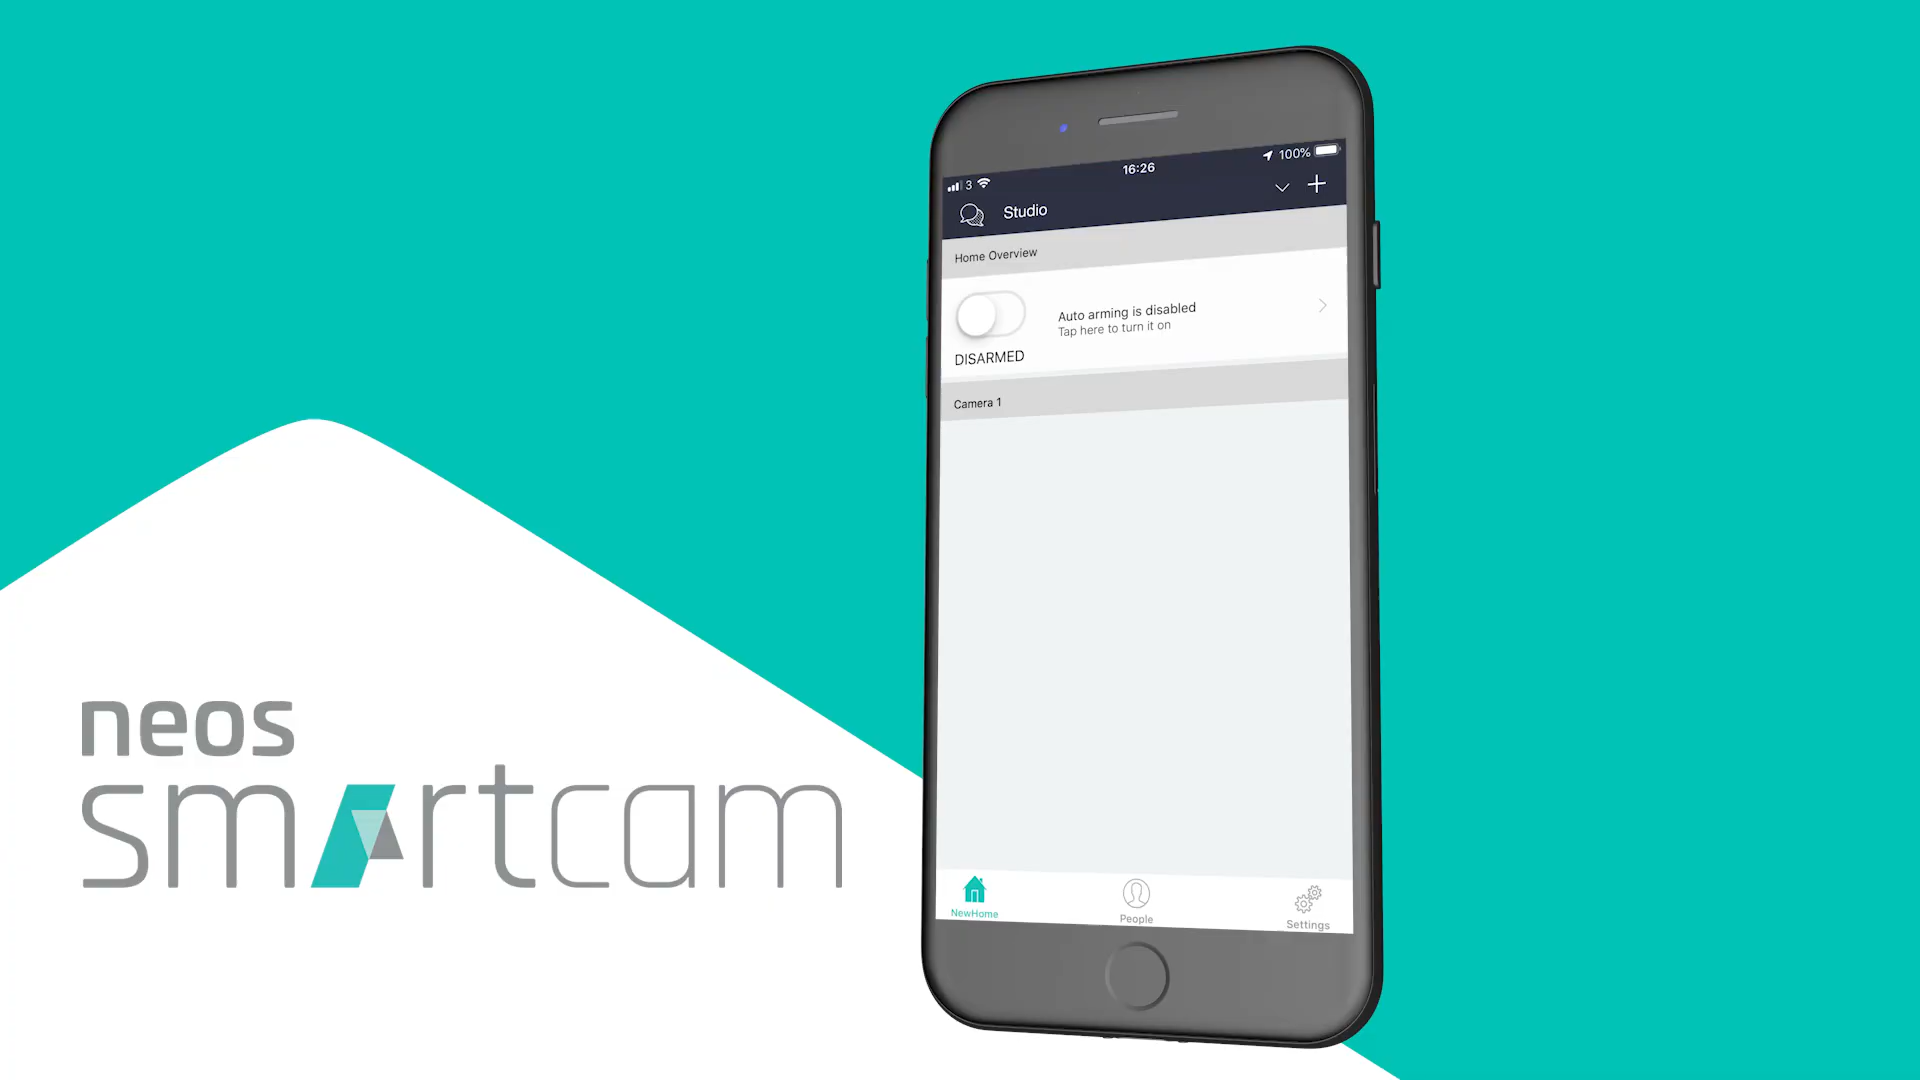 neos
smartcam
3
16:26
100%
Studio
Home Overview
Auto arming is disabled
Tap here to turn it on
DISARMED
Camera 1
NewHome
People
Settings